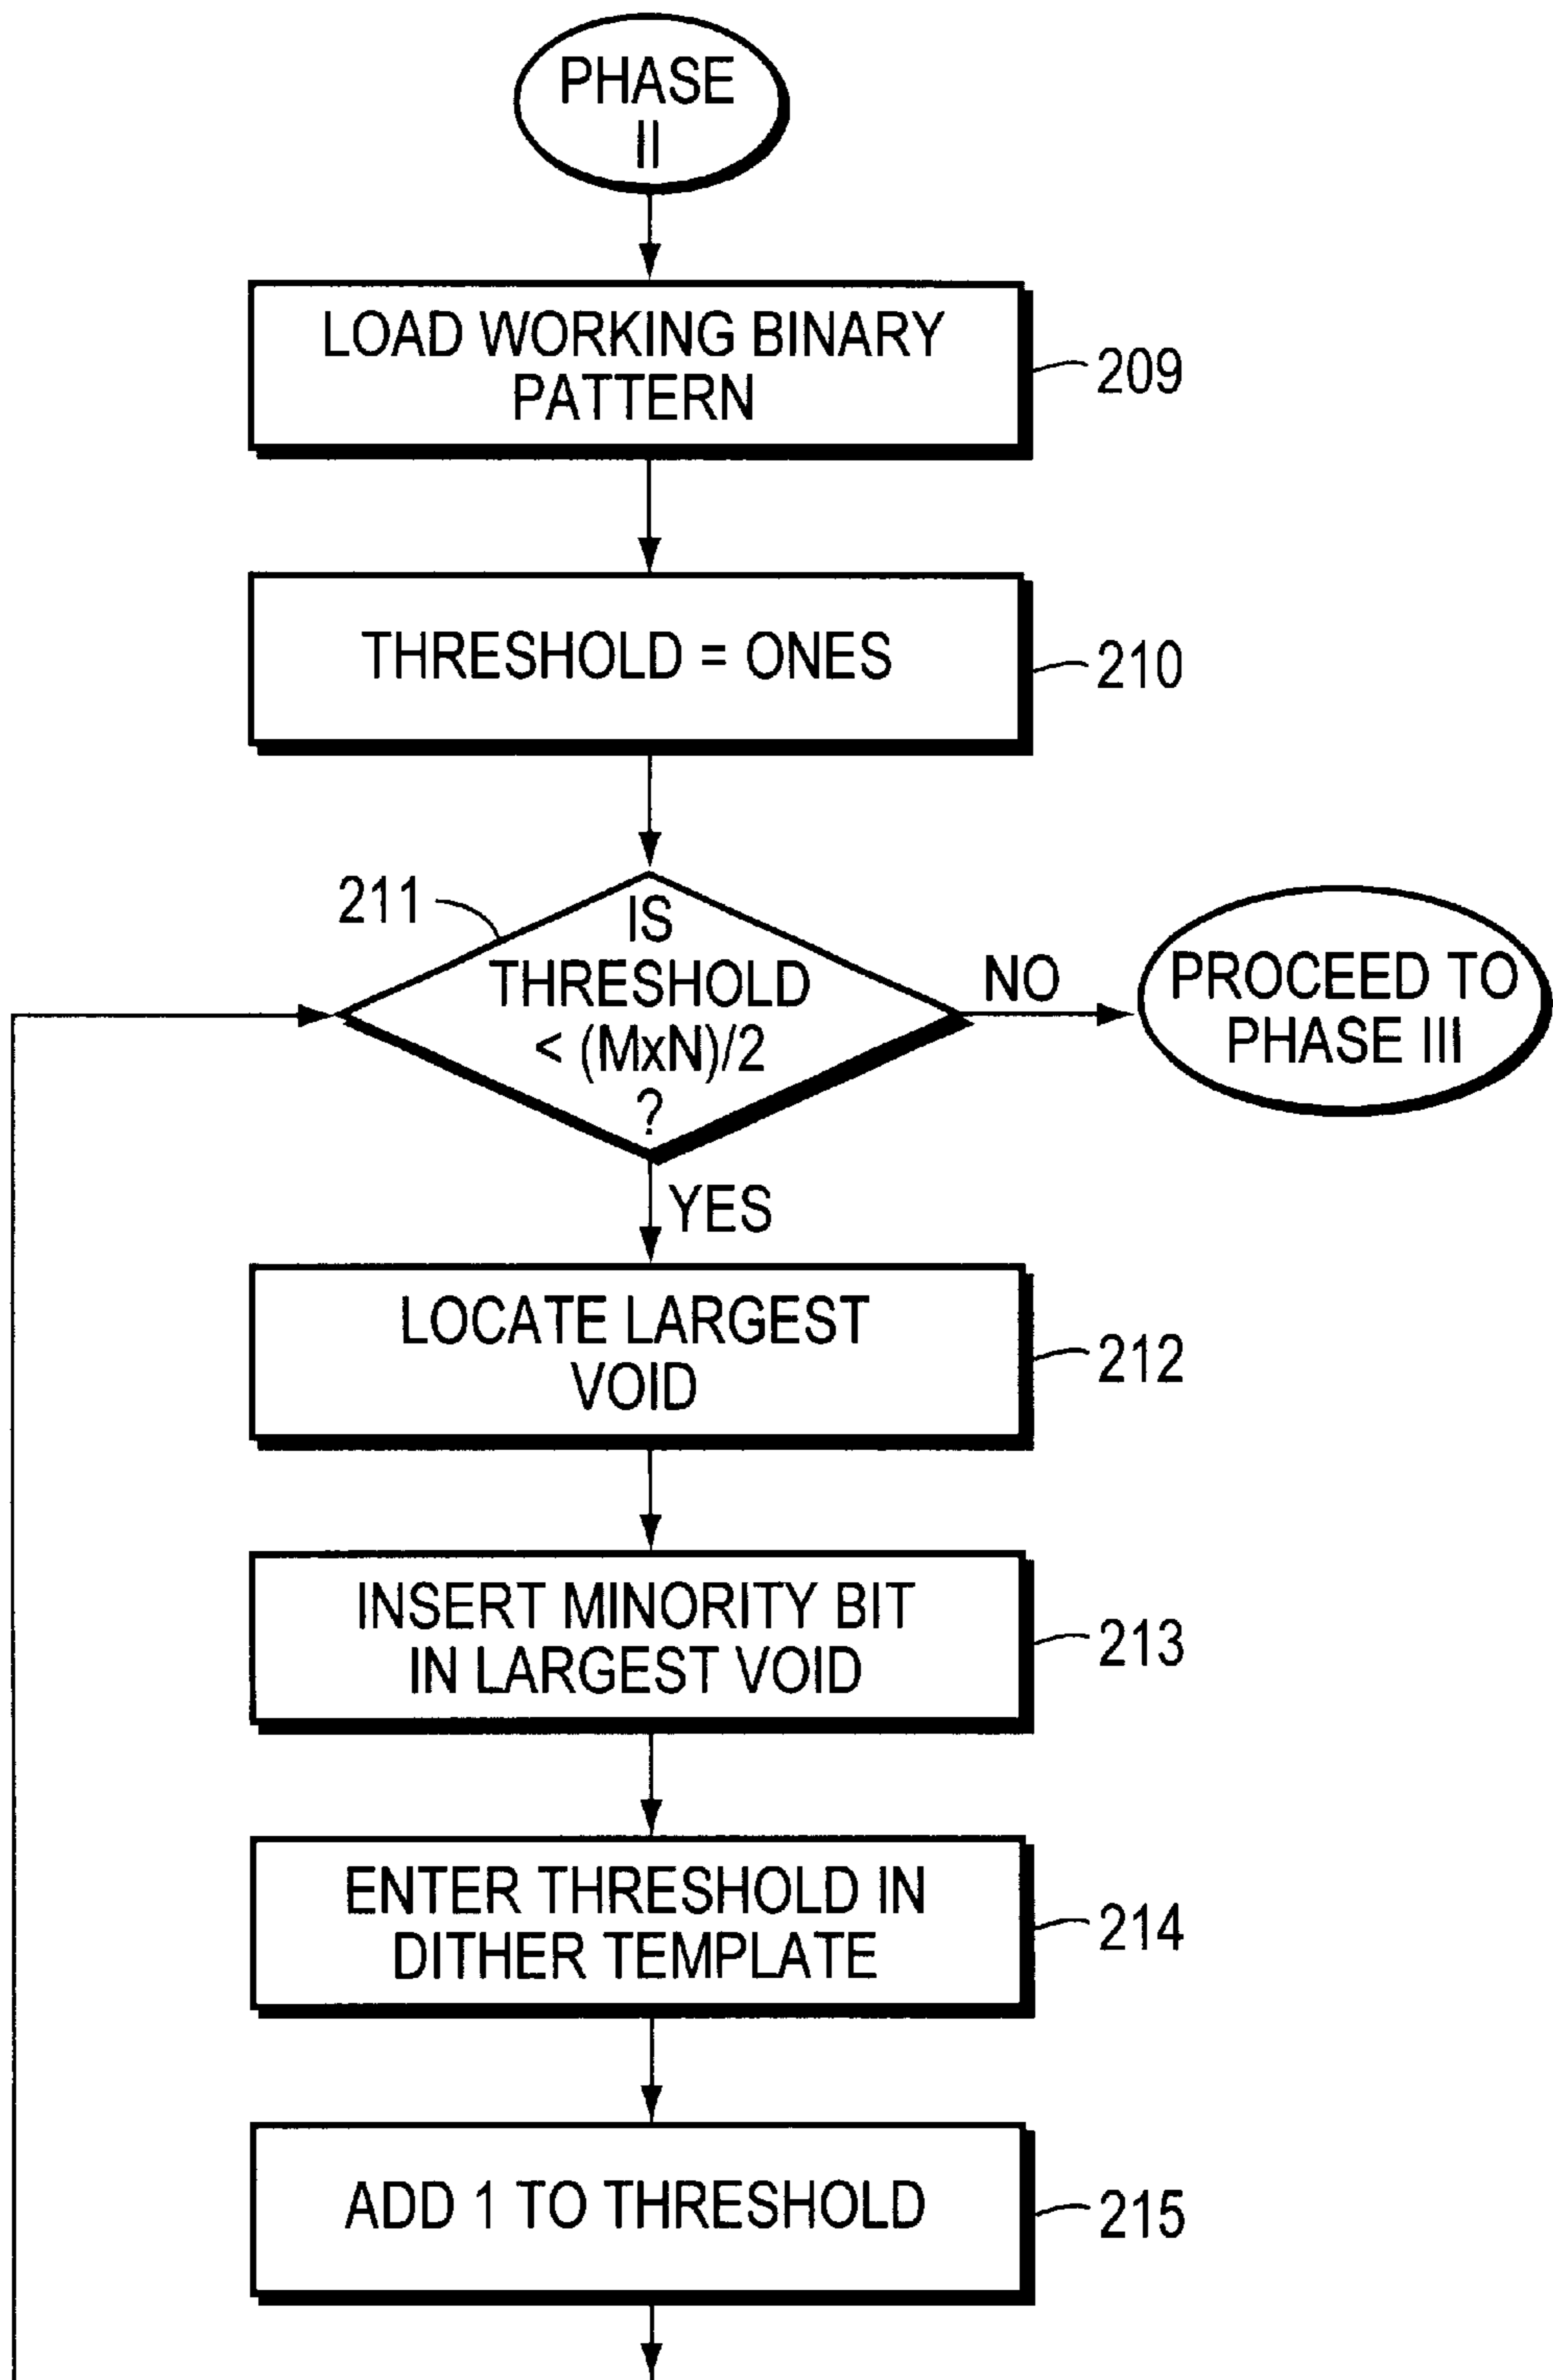 PHASE
II
LOAD WORKING BINARY
PATTERN
209
THRESHOLD = ONES
210
211
IS
THRESHOLD
< (MxN)/2
?
NO
PROCEED TO
PHASE III
YES
LOCATE LARGEST
VOID
212
INSERT MINORITY BIT
IN LARGEST VOID
213
ENTER THRESHOLD IN
DITHER TEMPLATE
214
ADD 1 TO THRESHOLD
215